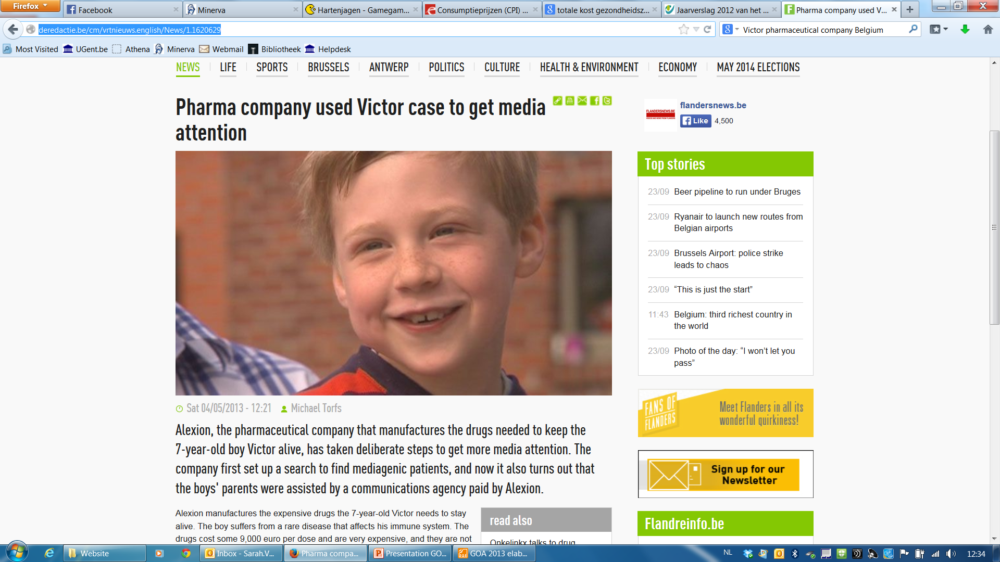 Firefox
Facebook
Minerva
Hartenjagen - Gamegam...
Consumptieprijzen (CPI) ...
totale kost gezondheidsz...
Jaarverslag 2012 van het ...
Pharma company used V...
deredactie.be/cm/vrtnieuws.english/News/1.1620629
Victor pharmaceutical company Belgium
Most Visited
UGent.be
Athena
Minerva
Webmail
Bibliotheek
Helpdesk
NEWS
LIFE
SPORTS
BRUSSELS
ANTWERP
POLITICS
CULTURE
HEALTH & ENVIRONMENT
ECONOMY
MAY 2014 ELECTIONS
Pharma company used Victor case to get media
attention
Sat 04/05/2013 - 12:21
Michael Torfs
Alexion, the pharmaceutical company that manufactures the drugs needed to keep the
7-year-old boy Victor alive, has taken deliberate steps to get more media attention. The
company first set up a search to find mediagenic patients, and now it also turns out that
the boys' parents were assisted by a communications agency paid by Alexion.
Alexion manufactures the expensive drugs the 7-year-old Victor needs to stay
alive. The boy suffers from a rare disease that affects his immune system. The
drugs cost some 9,000 euro per dose and are very expensive, and they are not
read also
Onkelinkx talks to drug
FLANDERSNEWS.BE
flandersnews.be
Like
4,500
Top stories
23/09 Beer pipeline to run under Bruges
23/09 Ryanair to launch new routes from
Belgian airports
23/09 Brussels Airport: police strike
leads to chaos
23/09 “This is just the start”
11:43 Belgium: third richest country in
the world
23/09 Photo of the day: “I won’t let you
pass”
FANS OF
FLANDERS
Meet Flanders in all its
wonderful quirkiness!
Sign up for our
Newsletter
Flandreinfo.be
Website
Inbox - Sarah.V...
Pharma compa...
Presentation GO...
GOA 2013 elab...
NL
12:34